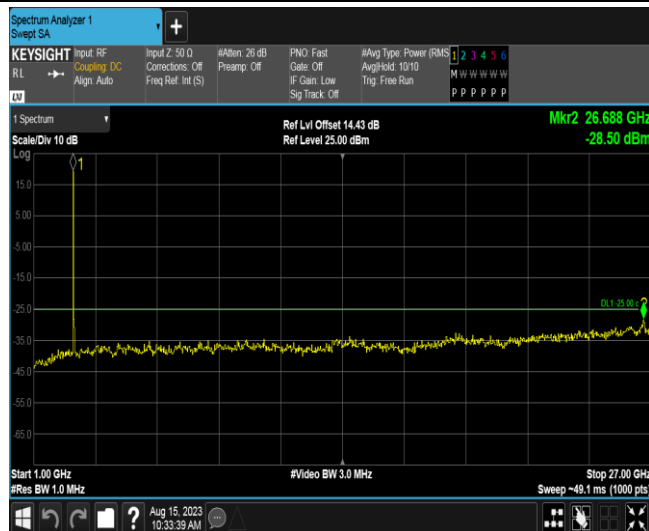 Spectrum Analyzer 1
Swept SA
KEYSIGHT
RL
Input: RF
Coupling: DC
Align: Auto
Input Z: 50 Ω
Corrections: Off
Freq Ref: Int (S)
#Atten: 26 dB
Preamp: Off
PNO: Fast
Gate: Off
IF Gain: Low
Sig Track: Off
#Avg Type: Power (RMS
Avg|Hold: 10/10
Trig: Free Run
1 2 3 4 5 6
M W W W W W
P P P P P P
LXI
1 Spectrum
Scale/Div 10 dB
Ref Lvl Offset 14.43 dB
Ref Level 25.00 dBm
Mkr2 26.688 GHz
-28.50 dBm
Log
1
15.0
5.00
-5.00
-15.0
-25.0
DL1 -25.00
-35.0
-45.0
-55.0
-65.0
Start 1.00 GHz
#Res BW 1.0 MHz
#Video BW 3.0 MHz
Stop 27.00 GHz
Sweep ~49.1 ms (1000 pts)
Aug 15, 2023
10:33:39 AM